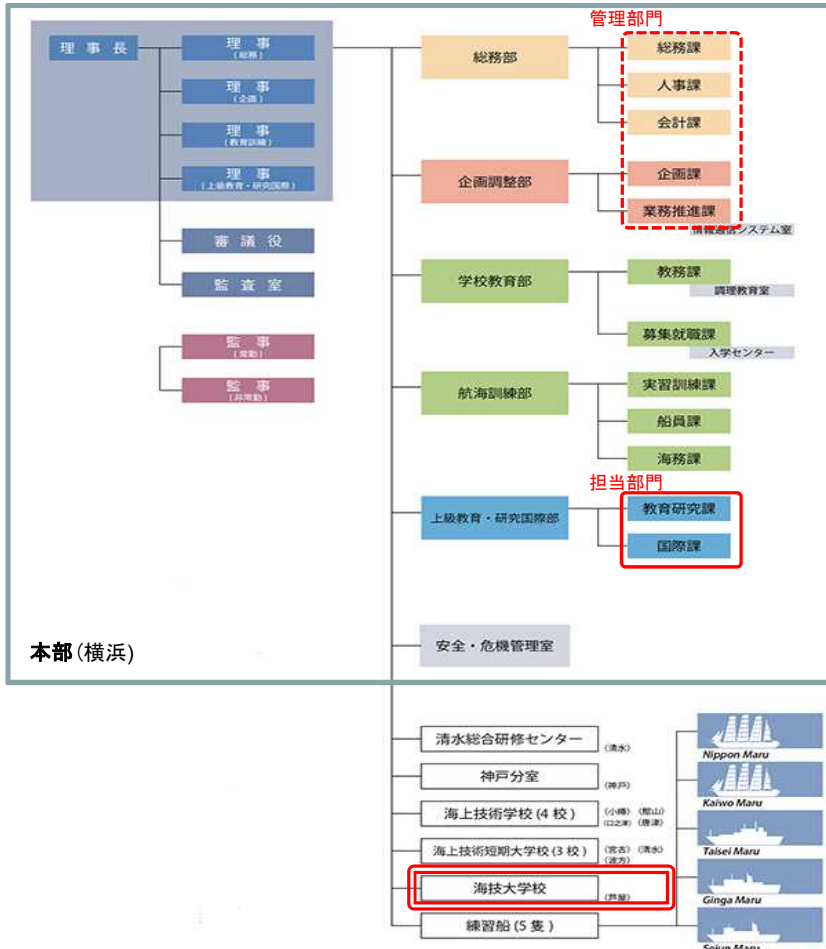 管理部門
理事長
理事
(総務)
総務部
総務課
理事
(企画)
人事課
理事
(教育訓練)
会計課
理事
(上級教育・研究国際)
企画調整部
企画課
業務推進課
情報通信システム室
審議役
監査室
学校教育部
教務課
調理教育室
監事
(常勤)
募集就職課
入学センター
監事
(非常勤)
航海訓練部
実習訓練課
船員課
海務課
担当部門
上級教育・研究国際部
教育研究課
国際課
本部(横浜)
安全・危機管理室
清水総合研修センター (清水)
Nippon Maru
神戸分室 (神戸)
Kaiwo Maru
海上技術学校(4校) (小樽) (館山)
(口之津) (唐津)
海上技術短期大学校(3校) (宮古) (清水)
(波方)
Taisei Maru
海技大学校 (芦屋)
Ginga Maru
練習船(5隻)
Seiun Maru